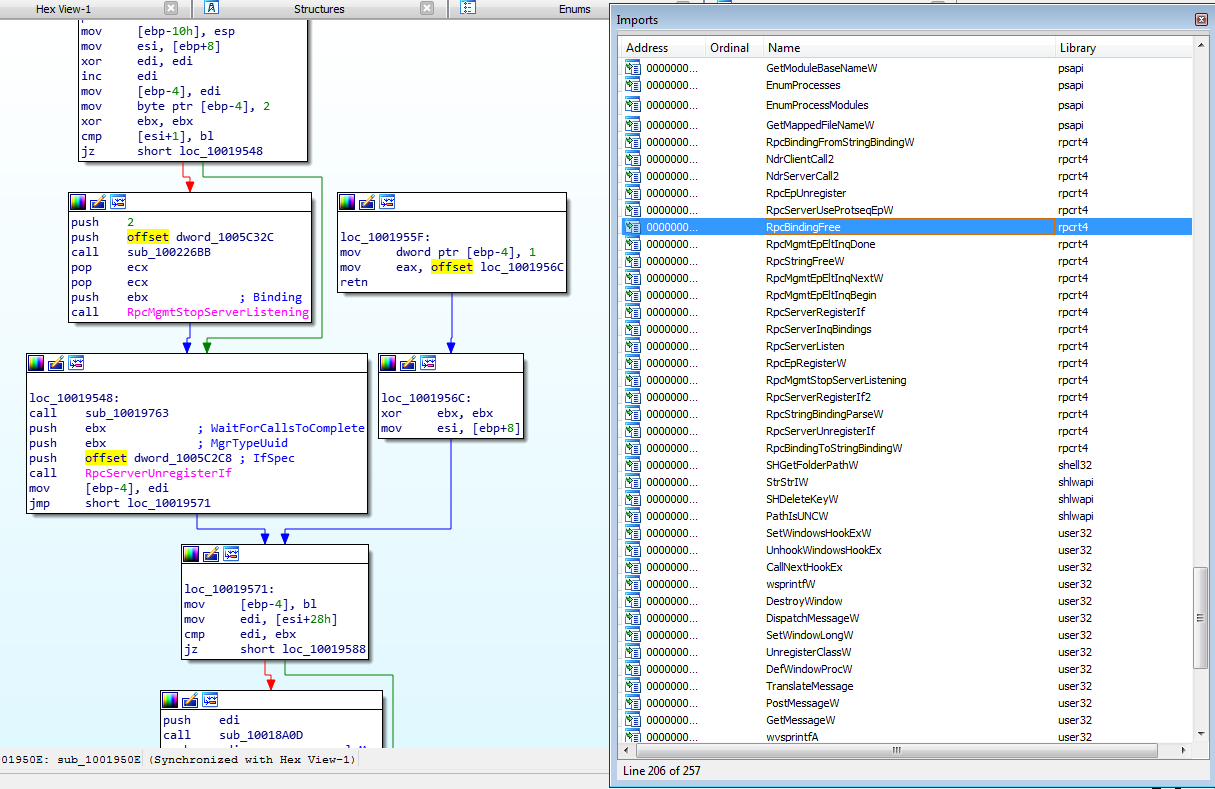 Hex View-1
Structures
Enums
mov [ebp-10h], esp
mov esi, [ebp+8]
xor edi, edi
inc edi
mov [ebp-4], edi
mov byte ptr [ebp-4], 2
xor ebx, ebx
cmp [esi+1], bl
jz short loc_10019548
push 2
push offset dword_1005C32C
call sub_100226BB
pop ecx
pop ecx
push ebx ; Binding
call RpcMgmtStopServerListening
loc_1001955F:
mov dword ptr [ebp-4], 1
mov eax, offset loc_1001956C
retn
loc_10019548:
call sub_10019763
push ebx ; WaitForCallsToComplete
push ebx ; MgrTypeUuid
push offset dword_1005C2C8 ; IfSpec
call RpcServerUnregisterIf
mov [ebp-4], edi
jmp short loc_10019571
loc_1001956C:
xor ebx, ebx
mov esi, [ebp+8]
loc_10019571:
mov [ebp-4], bl
mov edi, [esi+28h]
cmp edi, ebx
jz short loc_10019588
push edi
call sub_10018A0D
01950E: sub_1001950E (Synchronized with Hex View-1)
Imports
Address Ordinal Name Library
0000000... GetModuleBaseNameW psapi
0000000... EnumProcesses psapi
0000000... EnumProcessModules psapi
0000000... GetMappedFileNameW psapi
0000000... RpcBindingFromStringBindingW rpcrt4
0000000... NdrClientCall2 rpcrt4
0000000... NdrServerCall2 rpcrt4
0000000... RpcEpUnregister rpcrt4
0000000... RpcServerUseProtseqEpW rpcrt4
0000000... RpcBindingFree rpcrt4
0000000... RpcMgmtEpEltInqDone rpcrt4
0000000... RpcStringFreeW rpcrt4
0000000... RpcMgmtEpEltInqNextW rpcrt4
0000000... RpcMgmtEpEltInqBegin rpcrt4
0000000... RpcServerRegisterIf rpcrt4
0000000... RpcServerInqBindings rpcrt4
0000000... RpcServerListen rpcrt4
0000000... RpcEpRegisterW rpcrt4
0000000... RpcMgmtStopServerListening rpcrt4
0000000... RpcServerRegisterIf2 rpcrt4
0000000... RpcStringBindingParseW rpcrt4
0000000... RpcServerUnregisterIf rpcrt4
0000000... RpcBindingToStringBindingW rpcrt4
0000000... SHGetFolderPathW shell32
0000000... StrStrIW shlwapi
0000000... SHDeleteKeyW shlwapi
0000000... PathIsUNCW shlwapi
0000000... SetWindowsHookExW user32
0000000... UnhookWindowsHookEx user32
0000000... CallNextHookEx user32
0000000... wsprintfW user32
0000000... DestroyWindow user32
0000000... DispatchMessageW user32
0000000... SetWindowLongW user32
0000000... UnregisterClassW user32
0000000... DefWindowProcW user32
0000000... TranslateMessage user32
0000000... PostMessageW user32
0000000... GetMessageW user32
0000000... wvsprintfA user32
Line 206 of 257